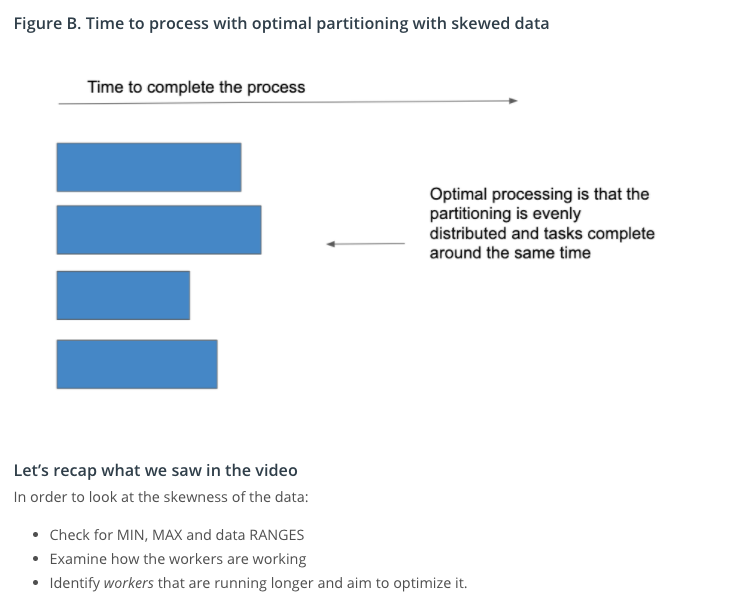 Figure B. Time to process with optimal partitioning with skewed data
Time to complete the process
Optimal processing is that the
partitioning is evenly
distributed and tasks complete
around the same time
Let’s recap what we saw in the video
In order to look at the skewness of the data:
• Check for MIN, MAX and data RANGES
• Examine how the workers are working
• Identify workers that are running longer and aim to optimize it.